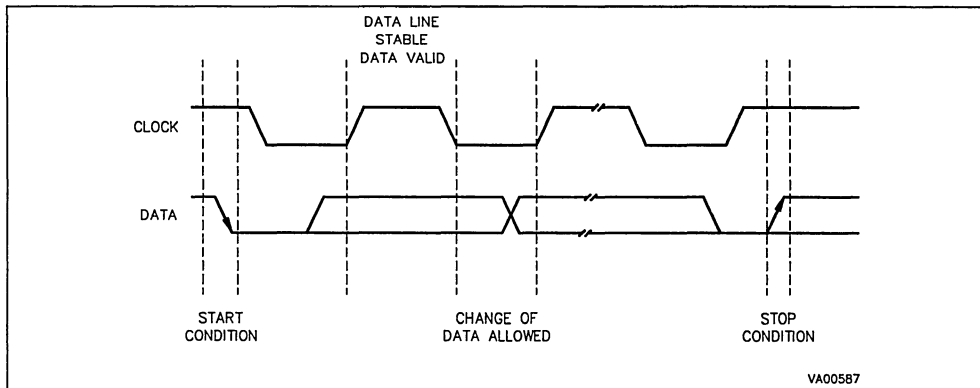 DATA LINE
STABLE
DATA VALID
CLOCK
DATA
START
CONDITION
CHANGE OF
DATA ALLOWED
STOP
CONDITION
VA00587